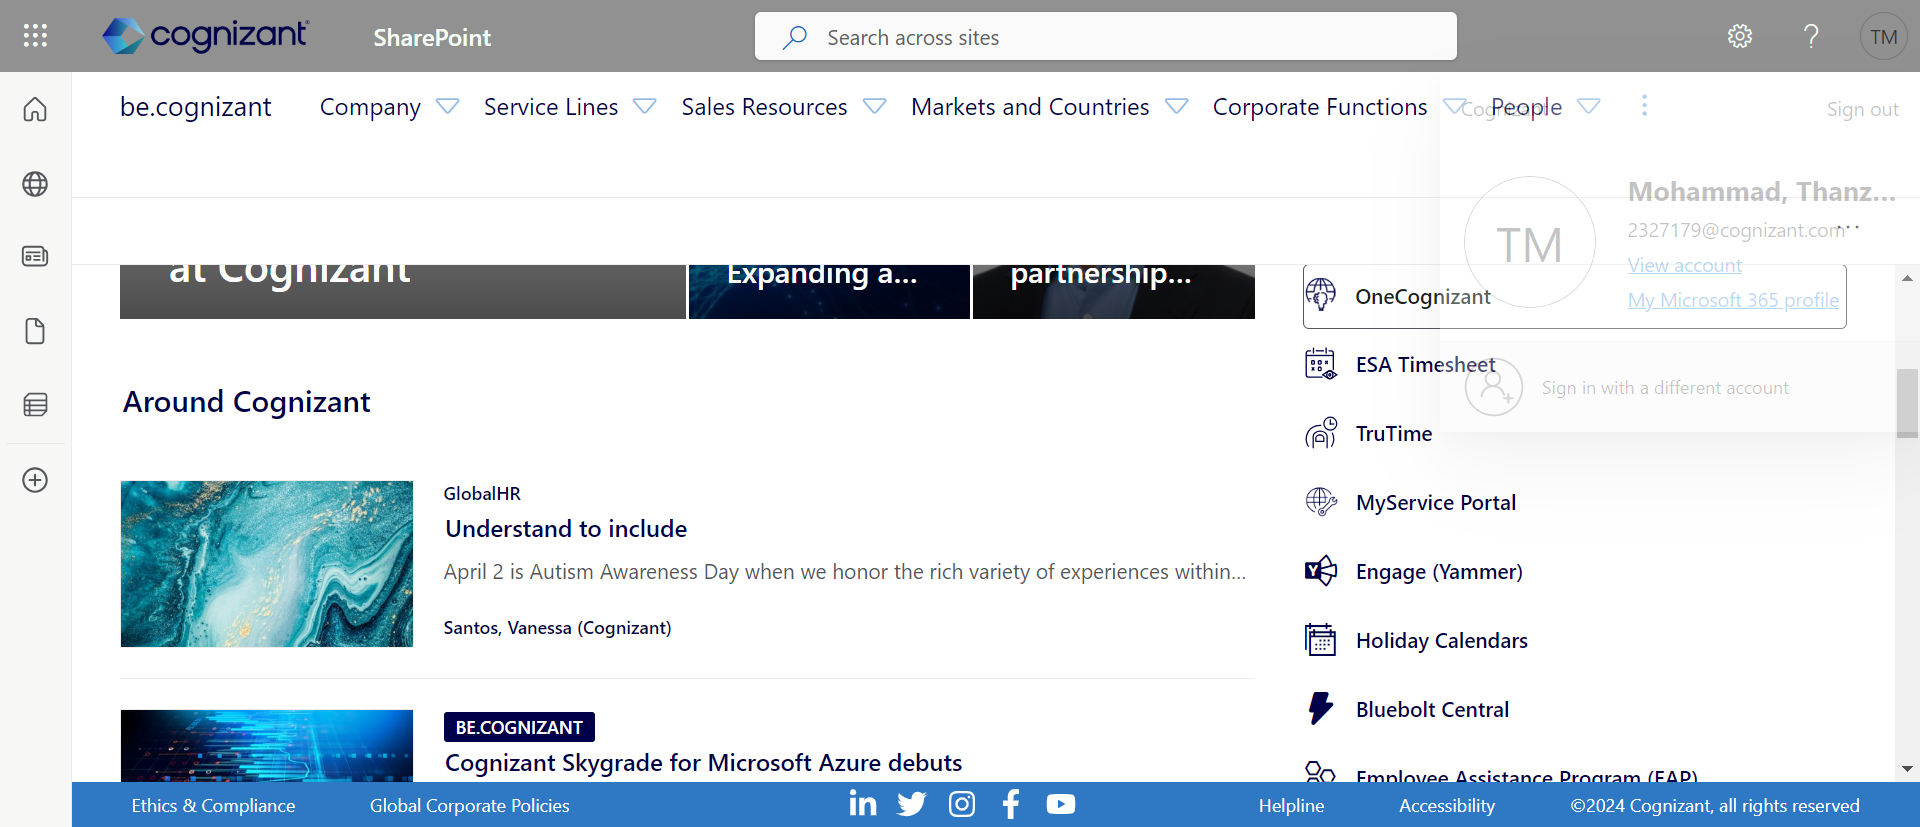 cognizant
SharePoint
Search across sites
TM
be.cognizant
Company
Service Lines
Sales Resources
Markets and Countries
Corporate Functions
People
Cognizant
Sign out
TM
Mohammad, Thanz...
2327179@cognizant.com
...
View account
My Microsoft 365 profile
Sign in with a different account
at Cognizant
Expanding a...
partnership...
OneCognizant
ESA Timesheet
TruTime
MyService Portal
Engage (Yammer)
Holiday Calendars
Bluebolt Central
Employee Assistance Program (EAP)
Around Cognizant
GlobalHR
Understand to include
April 2 is Autism Awareness Day when we honor the rich variety of experiences within...
Santos, Vanessa (Cognizant)
BE.COGNIZANT
Cognizant Skygrade for Microsoft Azure debuts
Ethics & Compliance
Global Corporate Policies
Helpline
Accessibility
©2024 Cognizant, all rights reserved